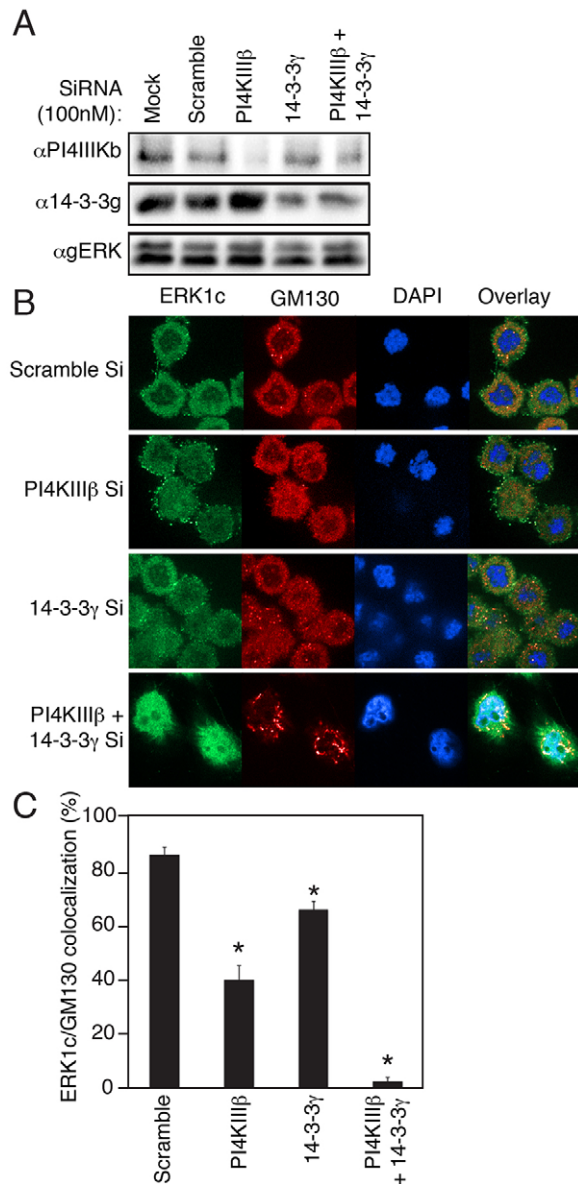 A
SiRNA
(100nM):
Mock
Scramble
PI4KIIIβ
14-3-3γ
PI4KIIIβ +
14-3-3γ
αPI4IIIKb
α14-3-3g
αgERK
B
ERK1c GM130 DAPI Overlay
Scramble Si
PI4KIIIβ Si
14-3-3γ Si
PI4KIIIβ +
14-3-3γ Si
C
ERK1c/GM130 colocalization (%)
100
80
60
40
20
0
*
*
*
Scramble
PI4KIIIβ
14-3-3γ
PI4KIIIβ
+ 14-3-3γ